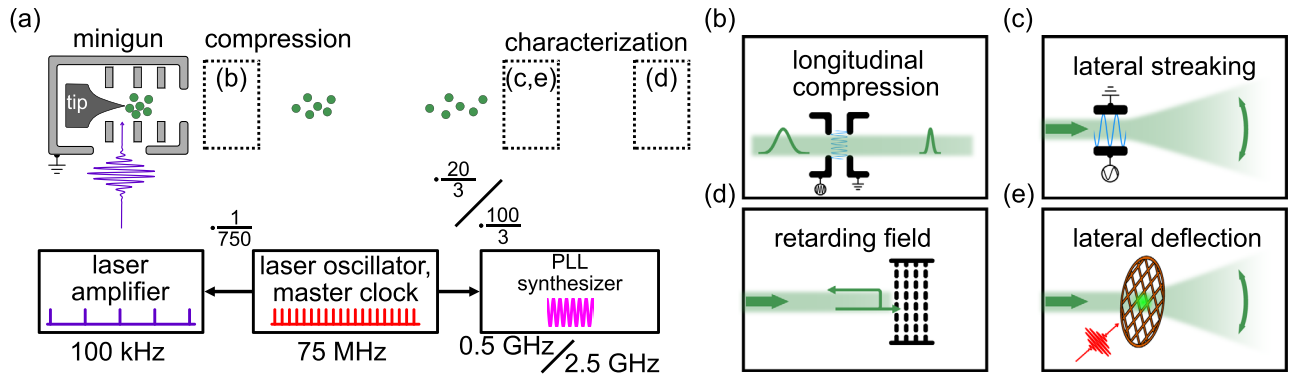 (a)
minigun
compression
characterization
tip
(b)
(c,e)
(d)
· 1/750
· 20/3
· 100/3
laser
amplifier
laser oscillator,
master clock
PLL
synthesizer
100 kHz
75 MHz
0.5 GHz
2.5 GHz
(b)
longitudinal
compression
(c)
lateral streaking
(d)
retarding field
(e)
lateral deflection